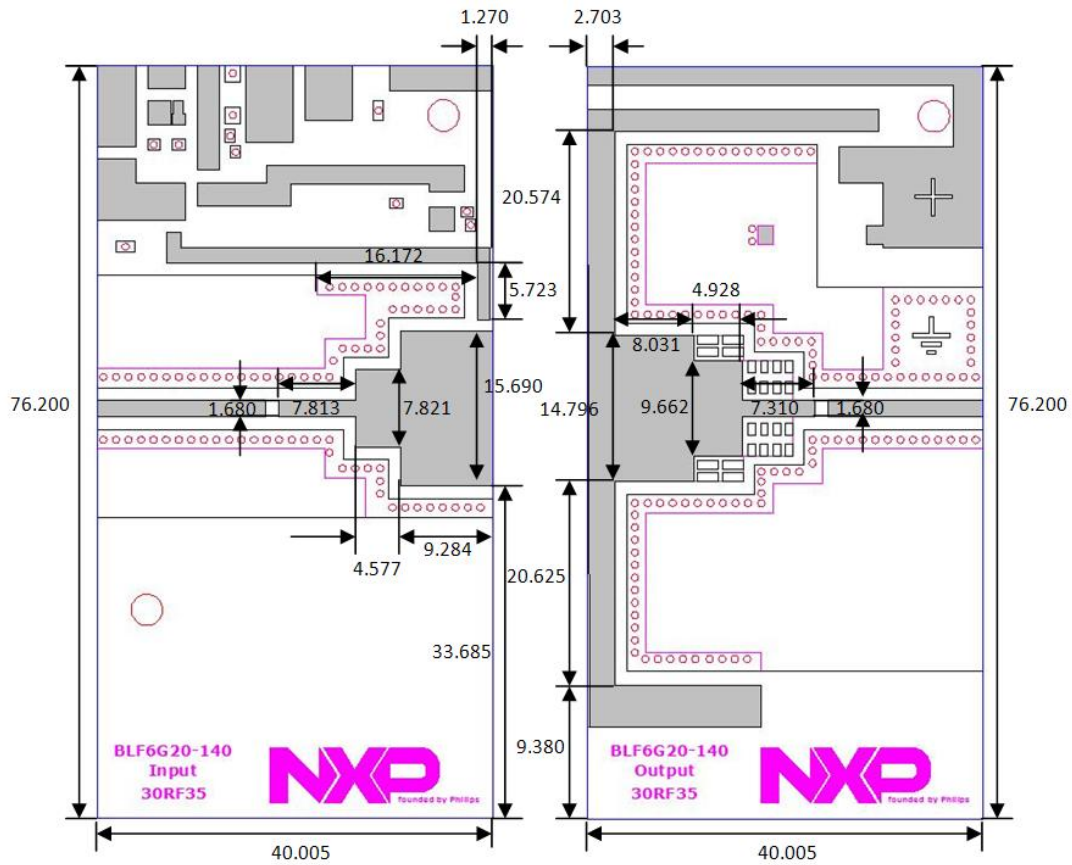 1.270
2.703
20.574
16.172
5.723
4.928
8.031
76.200
1.680
7.813
7.821
15.690
14.796
9.662
7.310
1.680
76.200
9.284
4.577
20.625
33.685
9.380
BLF6G20-140
Input
30RF35
NXP
founded by Philips
BLF6G20-140
Output
30RF35
NXP
founded by Philips
40.005
40.005